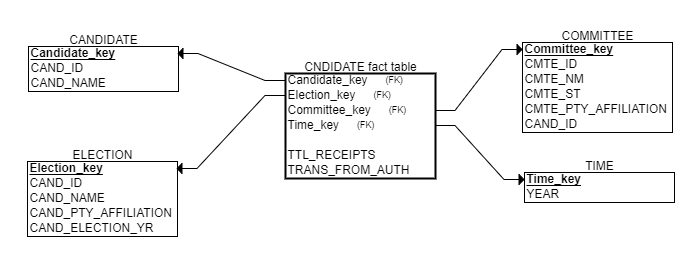 CANDIDATE
Candidate_key
CAND_ID
CAND_NAME
CNDIDATE fact table
Candidate_key (FK)
Election_key (FK)
Committee_key (FK)
Time_key (FK)
TTL_RECEIPTS
TRANS_FROM_AUTH
COMMITTEE
Committee_key
CMTE_ID
CMTE_NM
CMTE_ST
CMTE_PTY_AFFILIATION
CAND_ID
ELECTION
Election_key
CAND_ID
CAND_NAME
CAND_PTY_AFFILIATION
CAND_ELECTION_YR
TIME
Time_key
YEAR